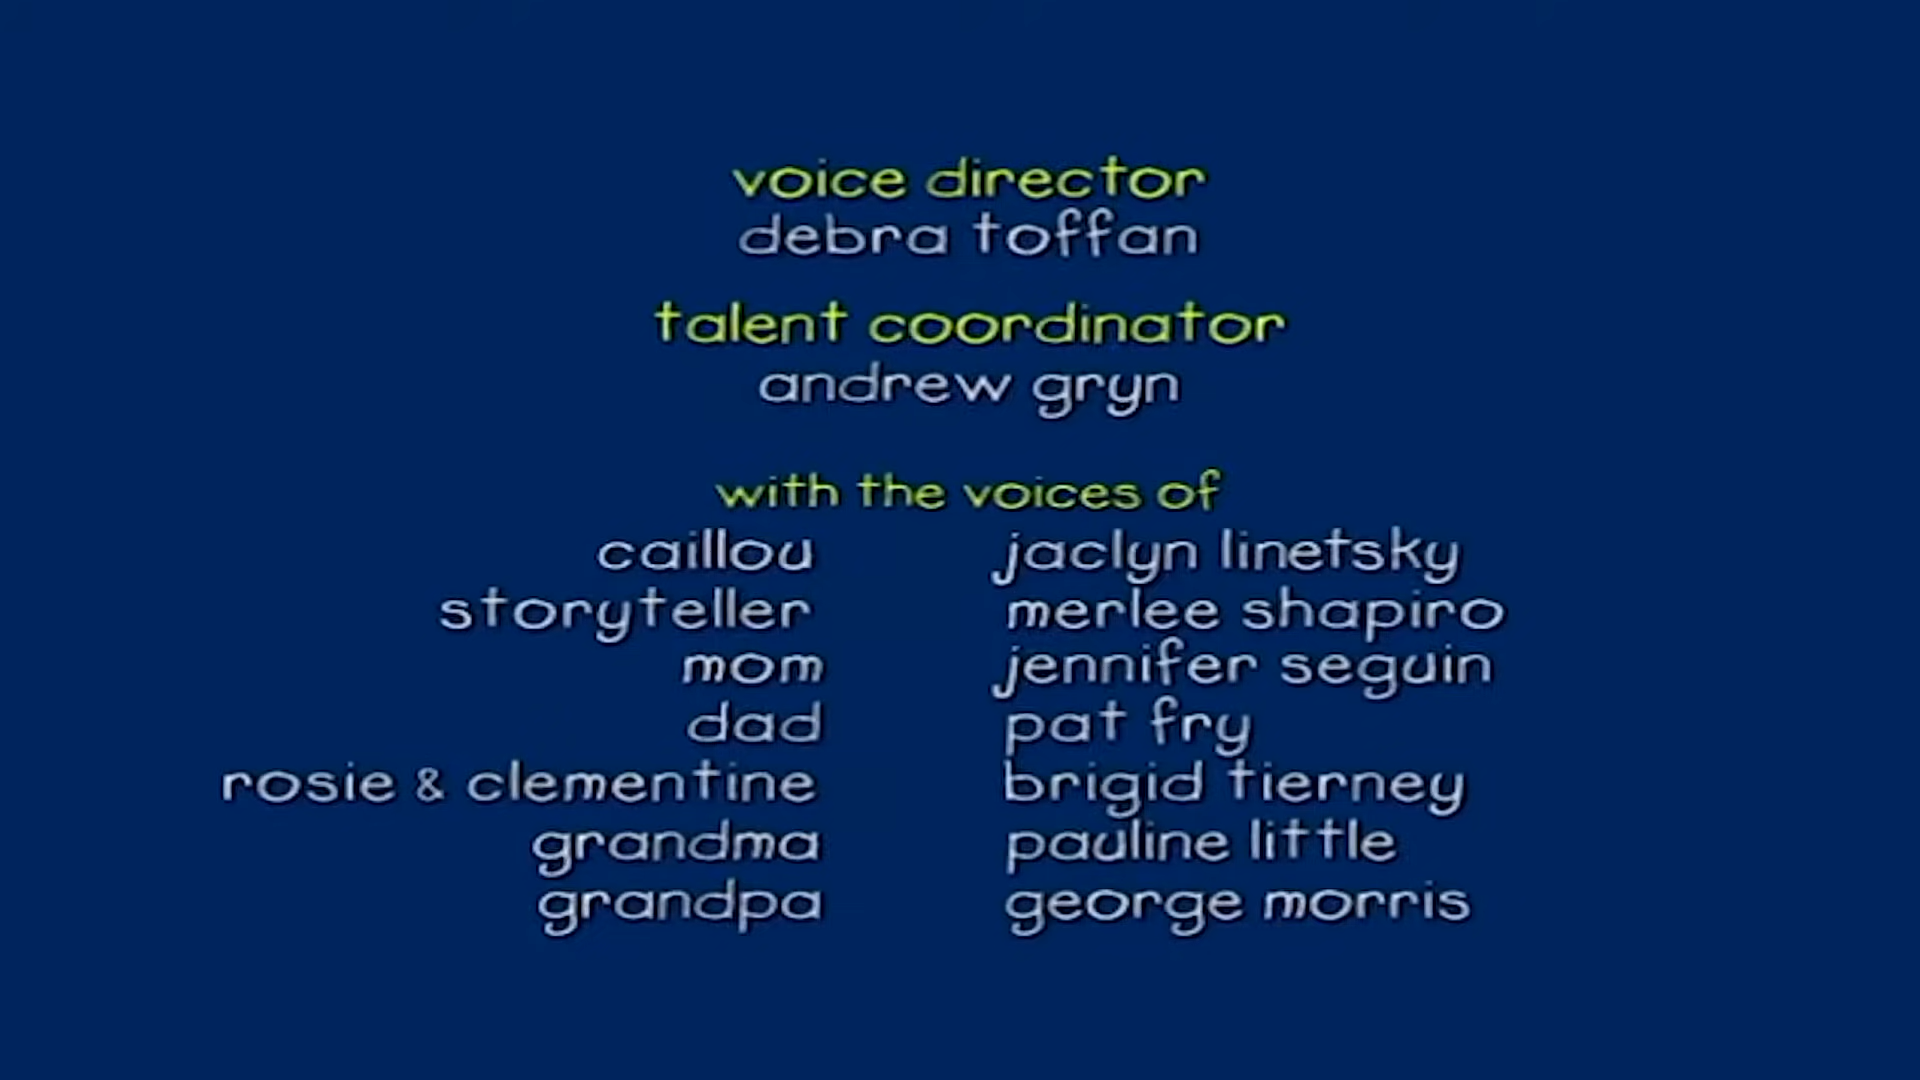 voice director
debra toffan
talent coordinator
andrew gryn
with the voices of
caillou jaclyn linetsky
storyteller merlee shapiro
mom jennifer seguin
dad pat fry
rosie & clementine brigid tierney
grandma pauline little
grandpa george morris